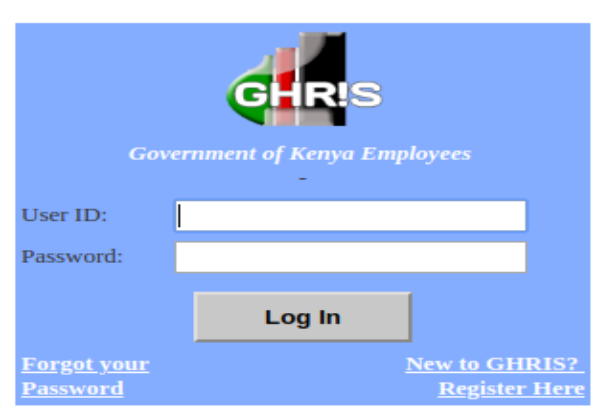 GHR!S
Government of Kenya Employees
-
User ID:
Password:
Log In
Forgot your
Password
New to GHRIS?
Register Here